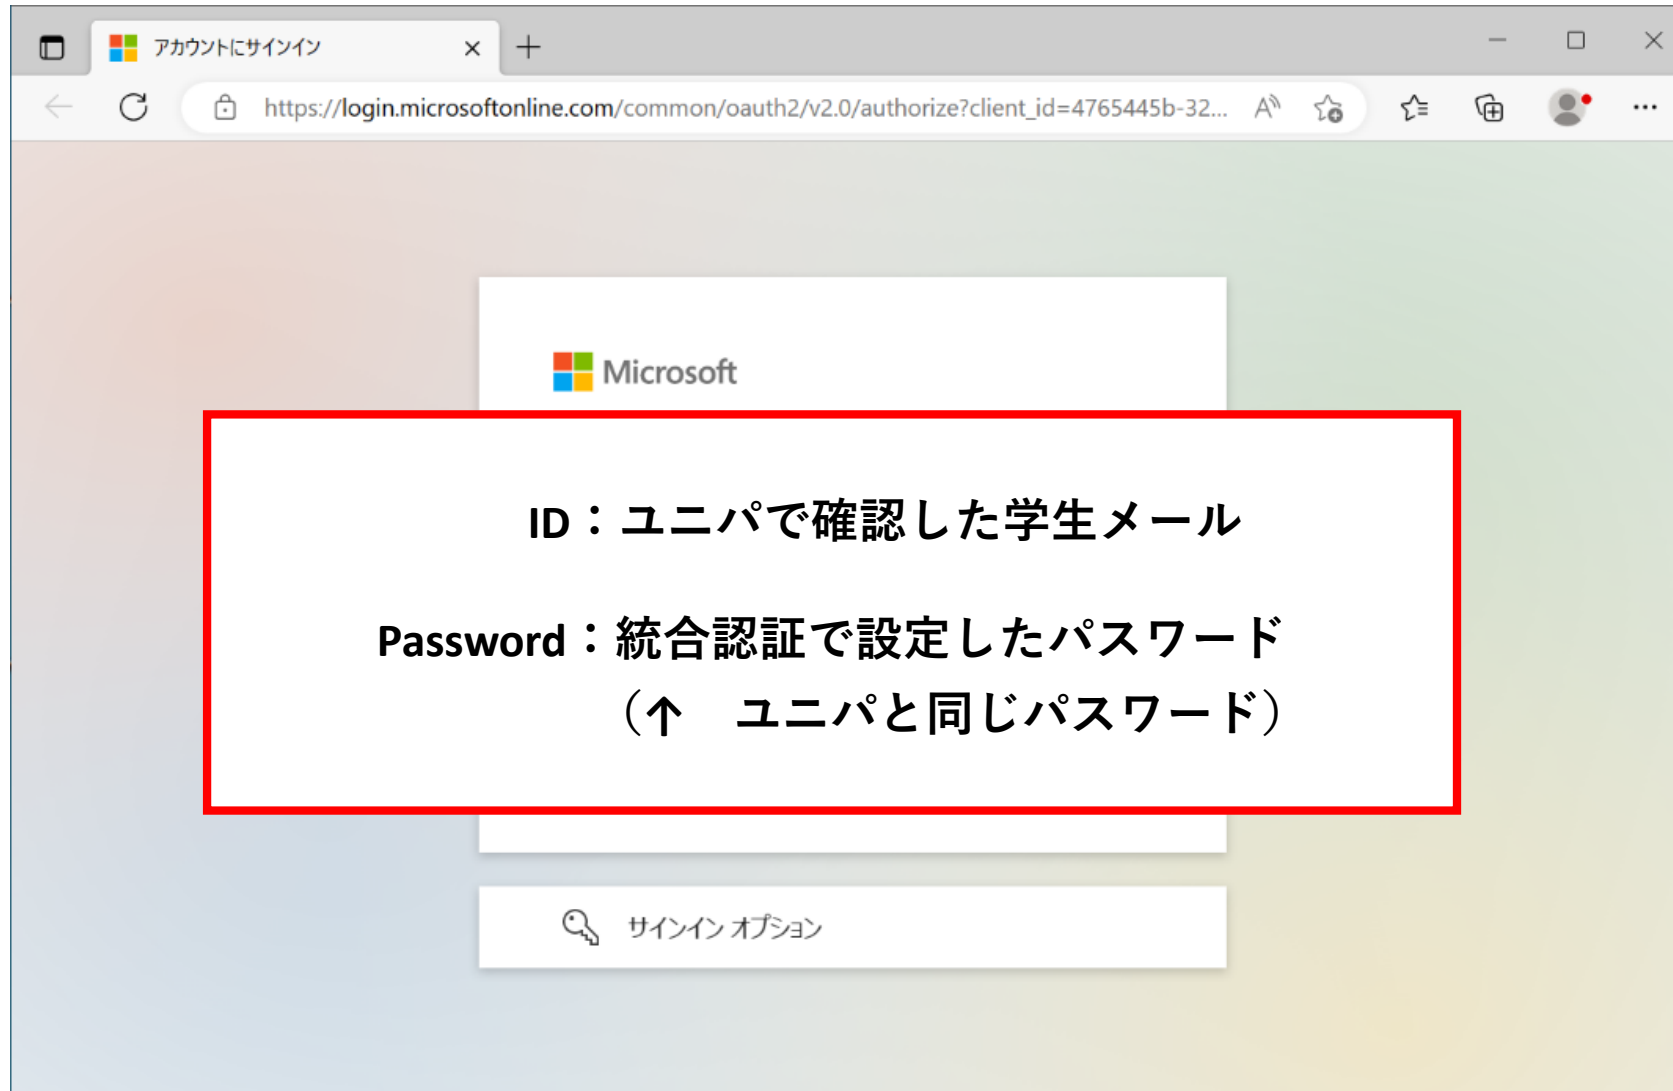 アカウントにサインイン
https://login.microsoftonline.com/common/oauth2/v2.0/authorize?client_id=4765445b-32...
Microsoft
ID：ユニパで確認した学生メール
Password：統合認証で設定したパスワード
（↑　ユニパと同じパスワード）
サインイン オプション